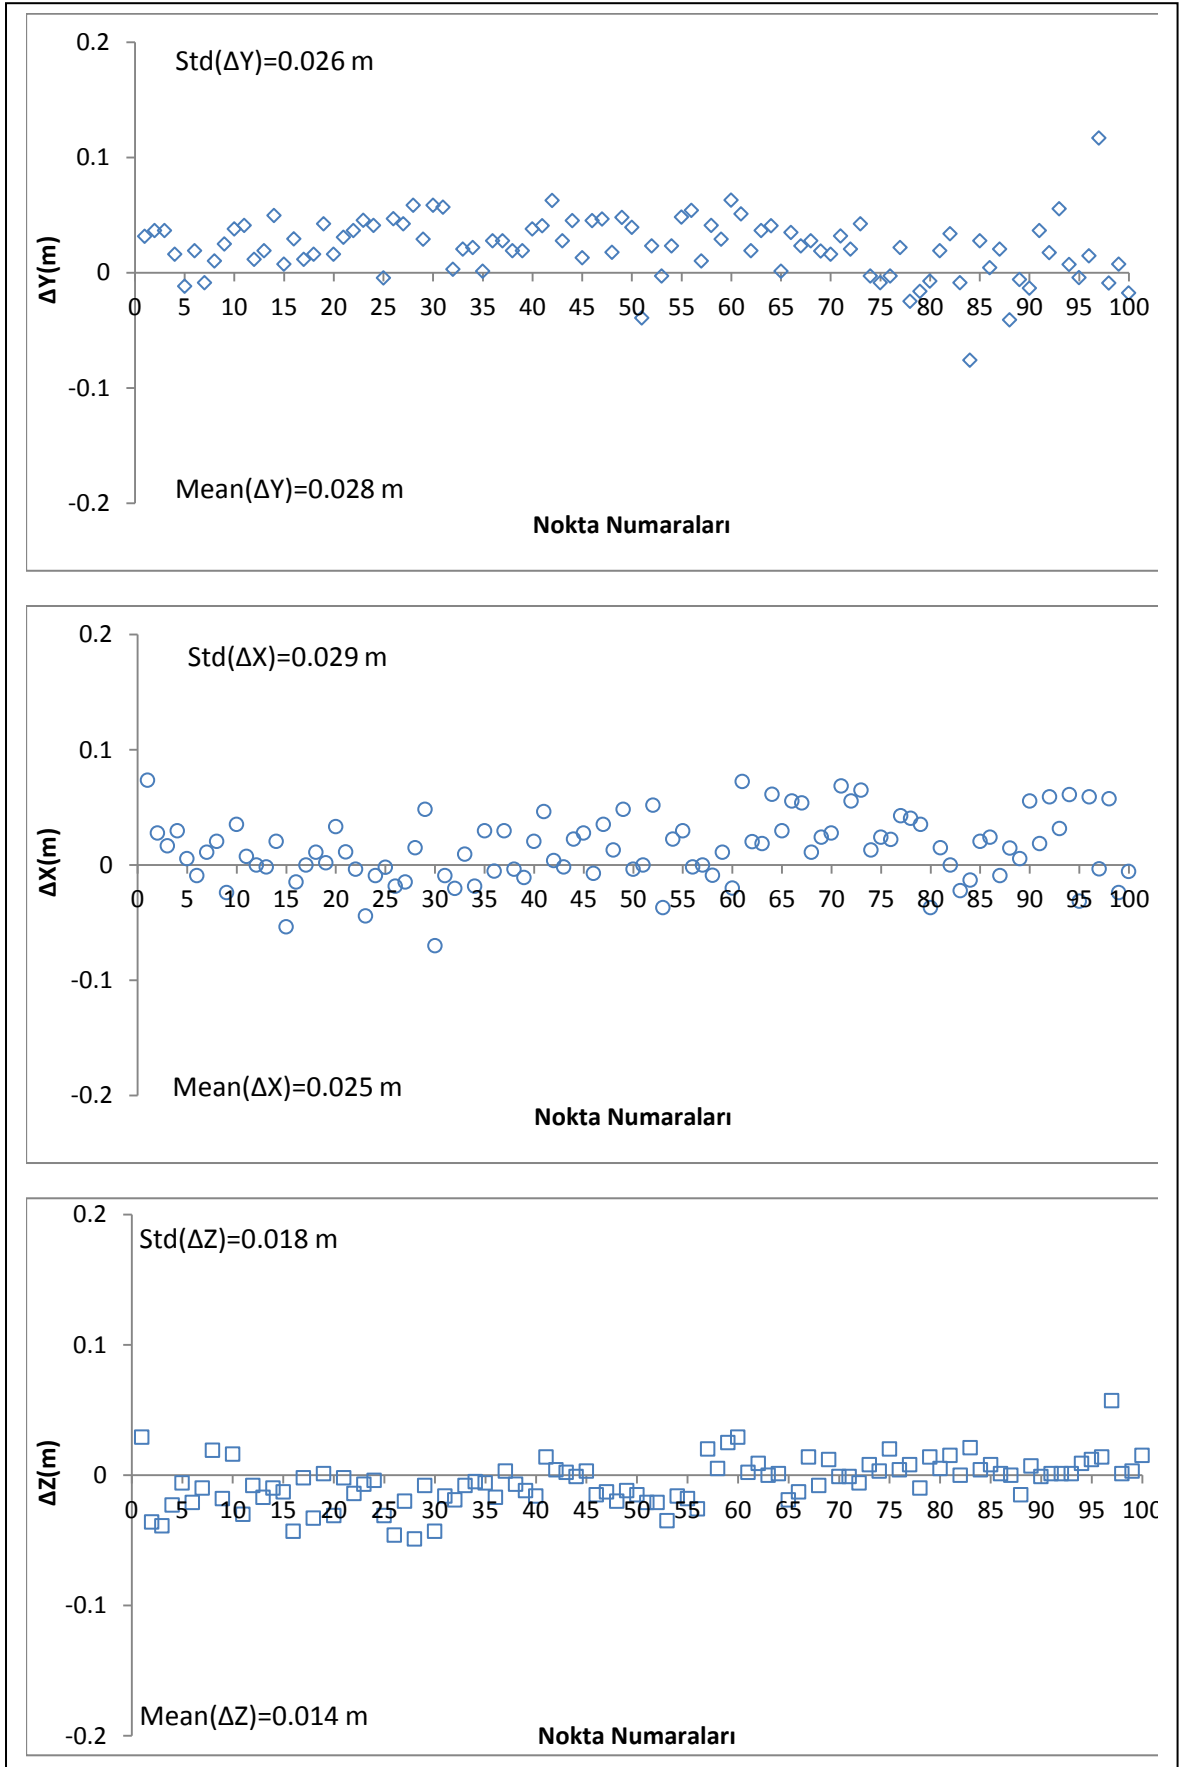 0.2
Std(ΔY)=0.026 m
0.1
ΔY(m)
0
0 5 10 15 20 25 30 35 40 45 50 55 60 65 70 75 80 85 90 95 100
-0.1
Mean(ΔY)=0.028 m
-0.2
Nokta Numaraları
0.2
Std(ΔX)=0.029 m
0.1
ΔX(m)
0
0 5 10 15 20 25 30 35 40 45 50 55 60 65 70 75 80 85 90 95 100
-0.1
Mean(ΔX)=0.025 m
-0.2
Nokta Numaraları
0.2
Std(ΔZ)=0.018 m
0.1
ΔZ(m)
0
0 5 10 15 20 25 30 35 40 45 50 55 60 65 70 75 80 85 90 95 100
-0.1
Mean(ΔZ)=0.014 m
-0.2
Nokta Numaraları